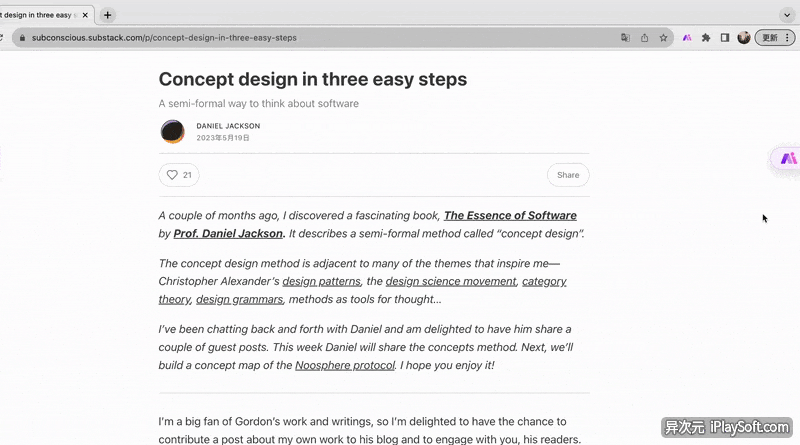 t design in three easy s
subconscious.substack.com/p/concept-design-in-three-easy-steps
更新
Concept design in three easy steps
A semi-formal way to think about software
DANIEL JACKSON
2023年5月19日
21
Share
A couple of months ago, I discovered a fascinating book, The Essence of Software
by Prof. Daniel Jackson. It describes a semi-formal method called “concept design”.
The concept design method is adjacent to many of the themes that inspire me—
Christopher Alexander’s design patterns, the design science movement, category
theory, design grammars, methods as tools for thought…
I’ve been chatting back and forth with Daniel and am delighted to have him share a
couple of guest posts. This week Daniel will share the concepts method. Next, we’ll
build a concept map of the Noosphere protocol. I hope you enjoy it!
I’m a big fan of Gordon’s work and writings, so I’m delighted to have the chance to
contribute a post about my own work to his blog and to engage with you, his readers.
异次元 iPlaySoft.com